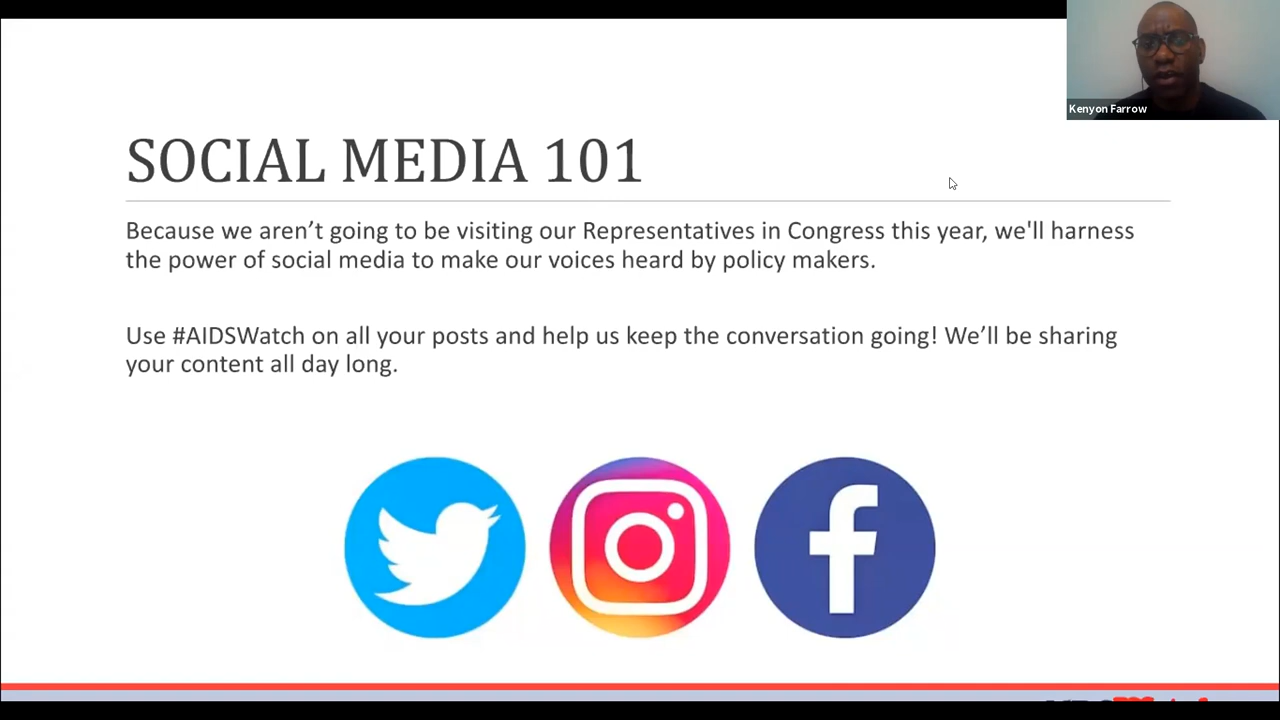 Kenyon Farrow
SOCIAL MEDIA 101
Because we aren’t going to be visiting our Representatives in Congress this year, we'll harness
the power of social media to make our voices heard by policy makers.
Use #AIDSWatch on all your posts and help us keep the conversation going! We’ll be sharing
your content all day long.